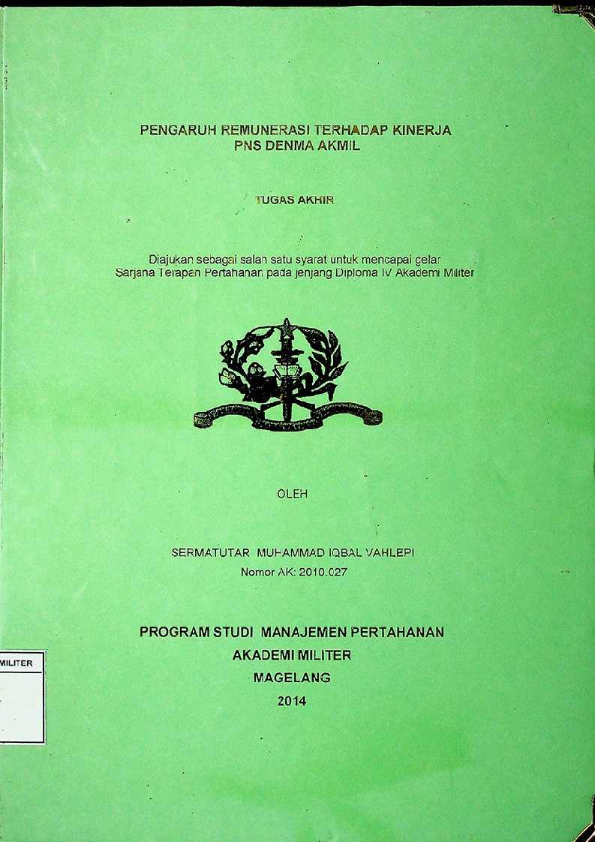 PENGARUH REMUNERASI TERHADAP KINERJA
PNS DENMA AKMIL
TUGAS AKHIR
Diajukan sebagai salah satu syarat untuk mencapai gelar
Sarjana Terapan Pertahanan pada jenjang Diploma IV Akademi Militer
OLEH
SERMATUTAR MUHAMMAD IQBAL VAHLEPI
Nomor AK: 2010.027
PROGRAM STUDI MANAJEMEN PERTAHANAN
AKADEMI MILITER
MAGELANG
2014
MILITER